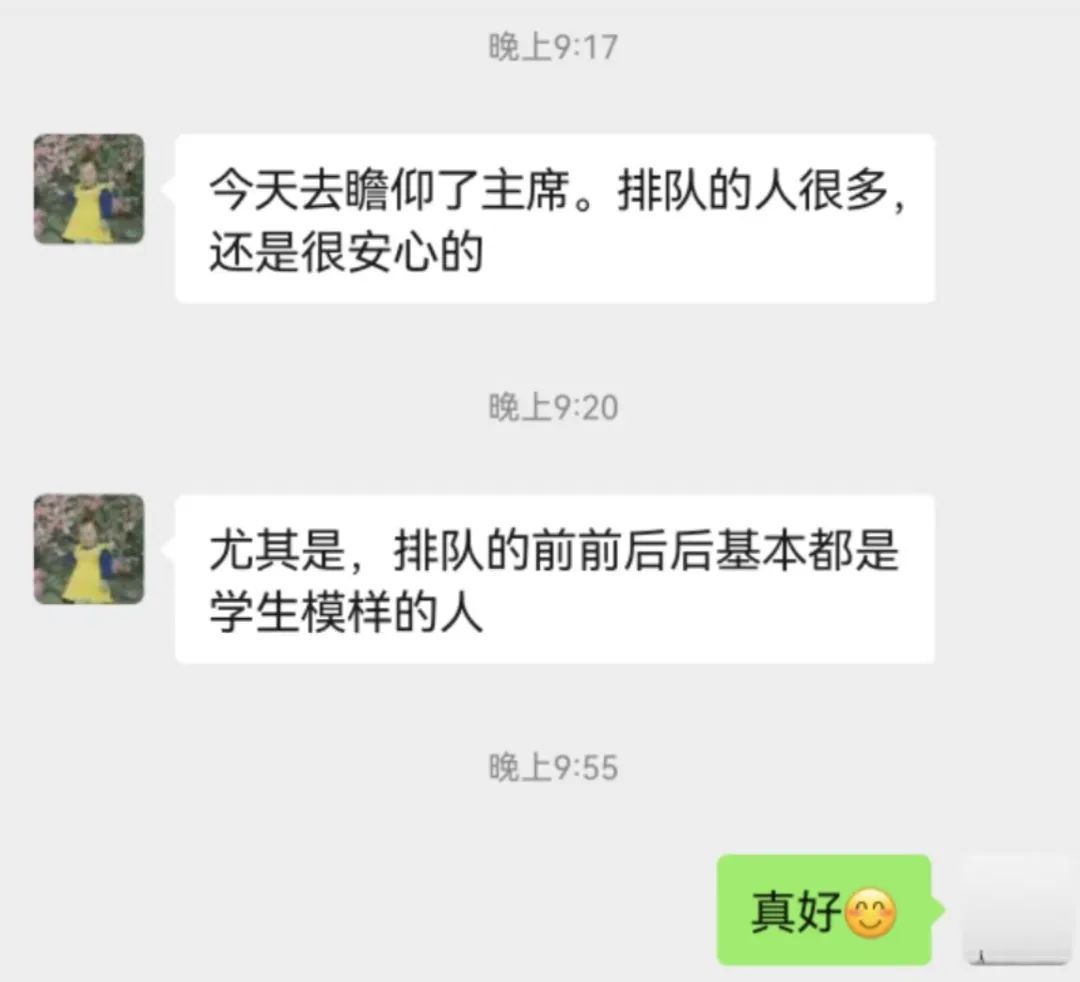 晚上9:17
今天去瞻仰了主席。排队的人很多，
还是很安心的
晚上9:20
尤其是，排队的前前后后基本都是
学生模样的人
晚上9:55
真好😊